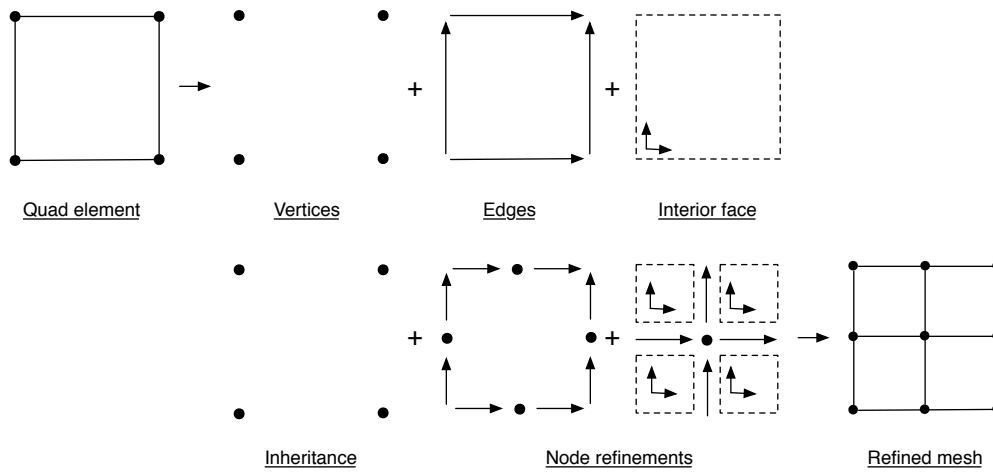 + +
Quad element Vertices Edges Interior face
+ +
Inheritance Node refinements Refined mesh